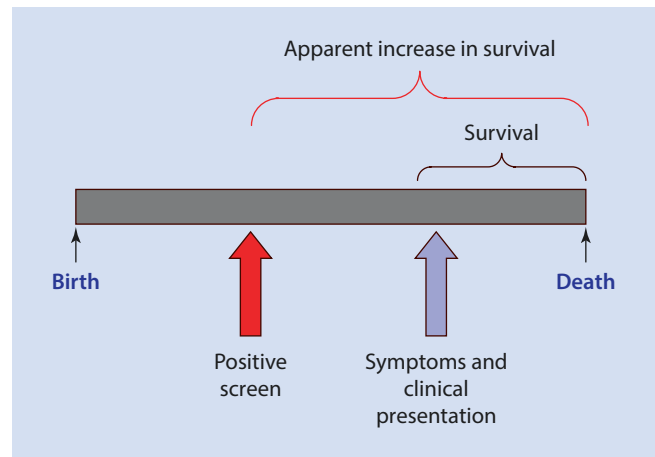 Apparent increase in survival
Survival
Birth
Death
Positive
screen
Symptoms and
clinical
presentation